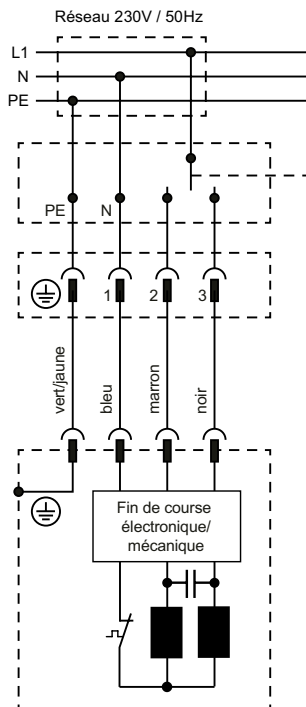 Réseau 230V / 50Hz
L1
N
PE
PE N
1 2 3
vert/jaune
bleu
marron
noir
Fin de course
électronique/
mécanique